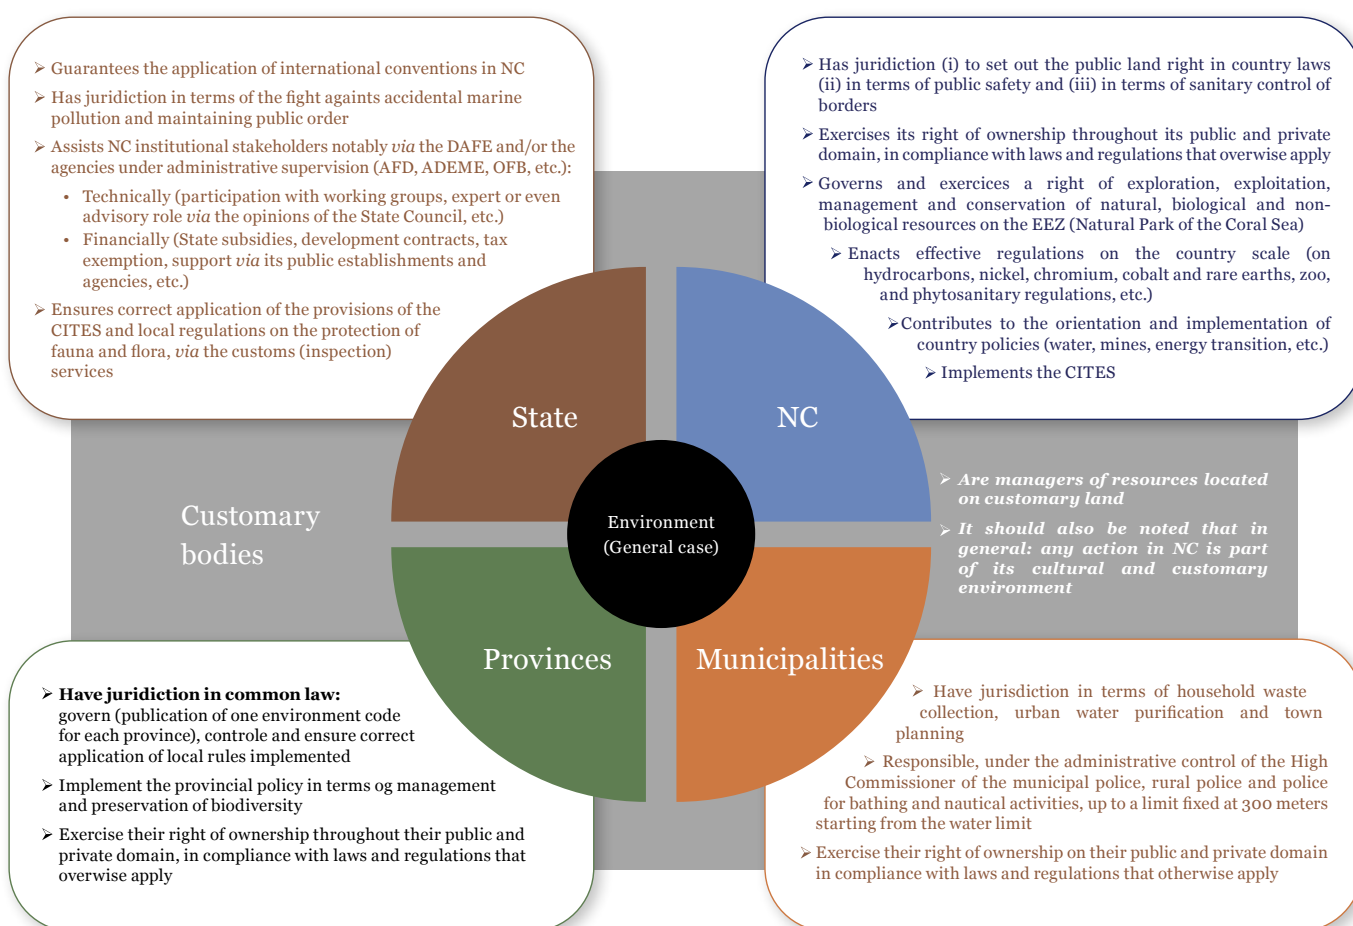 ➢ Guarantees the application of international conventions in NC
➢ Has juridiction in terms of the fight againts accidental marine
pollution and maintaining public order
➢ Assists NC institutional stakeholders notably via the DAFE and/or the
agencies under administrative supervision (AFD, ADEME, OFB, etc.):
• Technically (participation with working groups, expert or even
advisory role via the opinions of the State Council, etc.)
• Financially (State subsidies, development contracts, tax
exemption, support via its public establishments and
agencies, etc.)
➢ Ensures correct application of the provisions of the
CITES and local regulations on the protection of
fauna and flora, via the customs (inspection)
services
➢ Has jurisdiction (i) to set out the public land right in country laws
(ii) in terms of public safety and (iii) in terms of sanitary control of
borders
➢ Exercises its right of ownership throughout its public and private
domain, in compliance with laws and regulations that overwise apply
➢ Governs and exercices a right of exploration, exploitation,
management and conservation of natural, biological and non-
biological resources on the EEZ (Natural Park of the Coral Sea)
➢ Enacts effective regulations on the country scale (on
hydrocarbons, nickel, chromium, cobalt and rare earths, zoo,
and phytosanitary regulations, etc.)
➢ Contributes to the orientation and implementation of
country policies (water, mines, energy transition, etc.)
➢ Implements the CITES
State
NC
Customary
bodies
Environment
(General case)
➢ Are managers of resources located
on customary land
➢ It should also be noted that in
general: any action in NC is part
of its cultural and customary
environment
Provinces
Municipalities
➢ Have juridiction in common law:
govern (publication of one environment code
for each province), controle and ensure correct
application of local rules implemented
➢ Implement the provincial policy in terms og management
and preservation of biodiversity
➢ Exercise their right of ownership throughout their public and
private domain, in compliance with laws and regulations that
overwise apply
➢ Have jurisdiction in terms of household waste
collection, urban water purification and town
planning
➢ Responsible, under the administrative control of the High
Commissioner of the municipal police, rural police and police
for bathing and nautical activities, up to a limit fixed at 300 meters
starting from the water limit
➢ Exercise their right of ownership on their public and private domain
in compliance with laws and regulations that otherwise apply